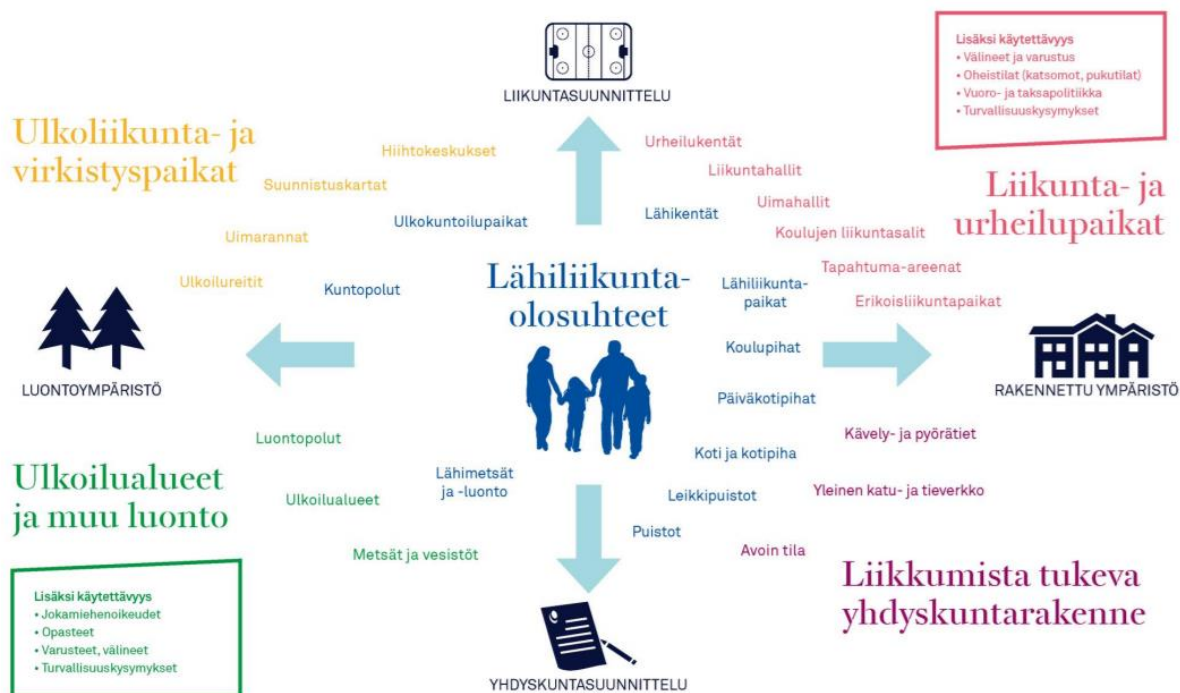 LIIKUNTASUUNNITTELU
Lisäksi käytettävyys
• Välineet ja varustus
• Oheistilat (katsomot, pukutilat)
• Vuoro- ja taksapolitiikka
• Turvallisuuskysymykset
Ulkoliikunta- ja
virkistyspaikat
Hiihtokeskukset
Suunnistuskartat
Ulkokuntoilupaikat
Uimarannat
Ulkoilureitit
Kuntopolut
Urheilukentät
Liikuntahallit
Lähikentät
Uimahallit
Koulujen liikuntasalit
Tapahtuma-areenat
Erikoisliikuntapaikat
Liikunta- ja
urheilupaikat
Lähiliikunta-
olosuhteet
Lähiliikunta-
paikat
Koulupihat
Päiväkotipihat
Koti ja kotipiha
Leikkipuistot
Puistot
LUONTOYMPÄRISTÖ
RAKENNETTU YMPÄRISTÖ
Luontopolut
Lähimetsät
ja -luonto
Ulkoilualueet
Metsät ja vesistöt
Ulkoilualueet
ja muu luonto
Kävely- ja pyörätiet
Yleinen katu- ja tieverkko
Avoin tila
Liikkumista tukeva
yhdyskuntarakenne
Lisäksi käytettävyys
• Jokamiehenoikeudet
• Opasteet
• Varusteet, välineet
• Turvallisuuskysymykset
YHDYSKUNTASUUNNITTELU